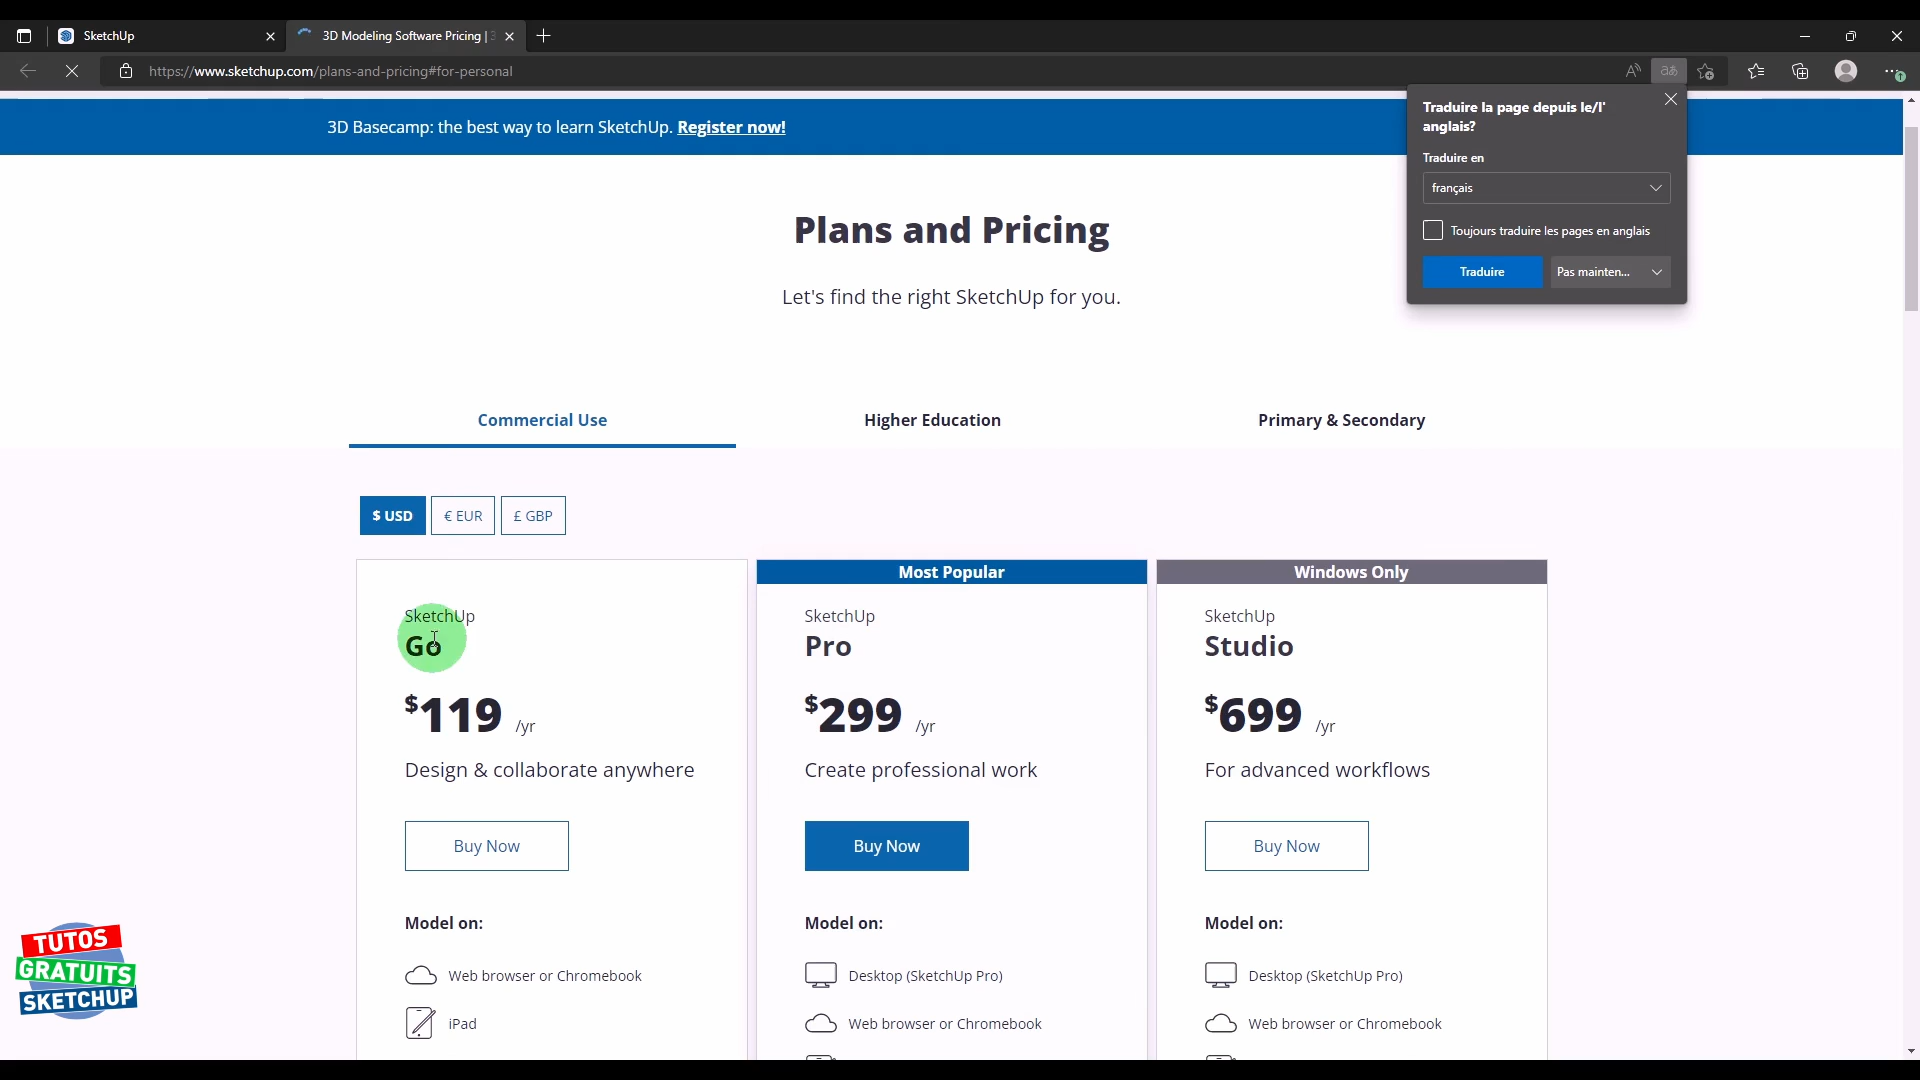 SketchUp
3D Modeling Software Pricing | 3
https://www.sketchup.com/plans-and-pricing#for-personal
3D Basecamp: the best way to learn SketchUp. Register now!
Traduire la page depuis le/l'
anglais?
Traduire en
français
Toujours traduire les pages en anglais
Traduire
Pas mainten...
Plans and Pricing
Let's find the right SketchUp for you.
Commercial Use
Higher Education
Primary & Secondary
$ USD
€ EUR
£ GBP
SketchUp
Go
$119 /yr
Design & collaborate anywhere
Buy Now
Model on:
Web browser or Chromebook
iPad
Most Popular
SketchUp
Pro
$299 /yr
Create professional work
Buy Now
Model on:
Desktop (SketchUp Pro)
Web browser or Chromebook
Windows Only
SketchUp
Studio
$699 /yr
For advanced workflows
Buy Now
Model on:
Desktop (SketchUp Pro)
Web browser or Chromebook
TUTOS
GRATUITS
SKETCHUP